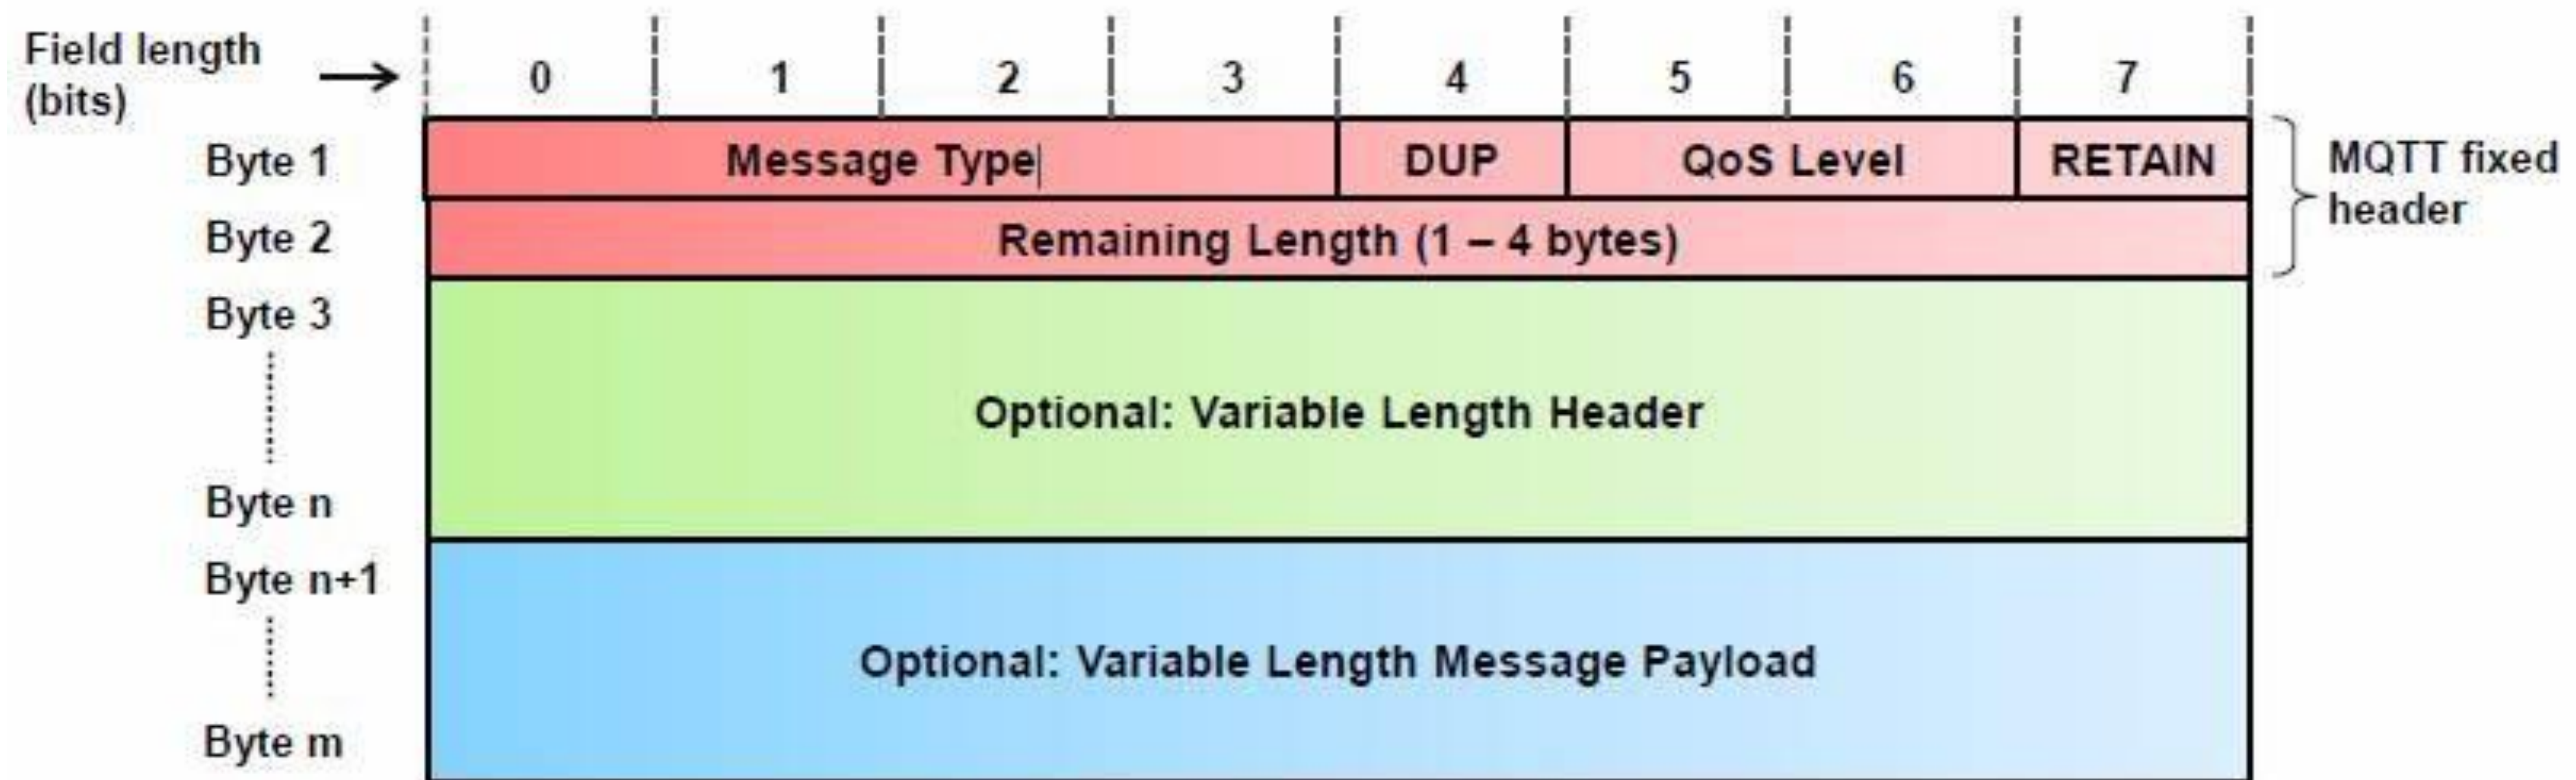 Field length
(bits)
0 1 2 3 4 5 6 7
Byte 1
Message Type
DUP
QoS Level
RETAIN
MQTT fixed
header
Byte 2
Remaining Length (1 – 4 bytes)
Byte 3
Optional: Variable Length Header
Byte n
Byte n+1
Optional: Variable Length Message Payload
Byte m